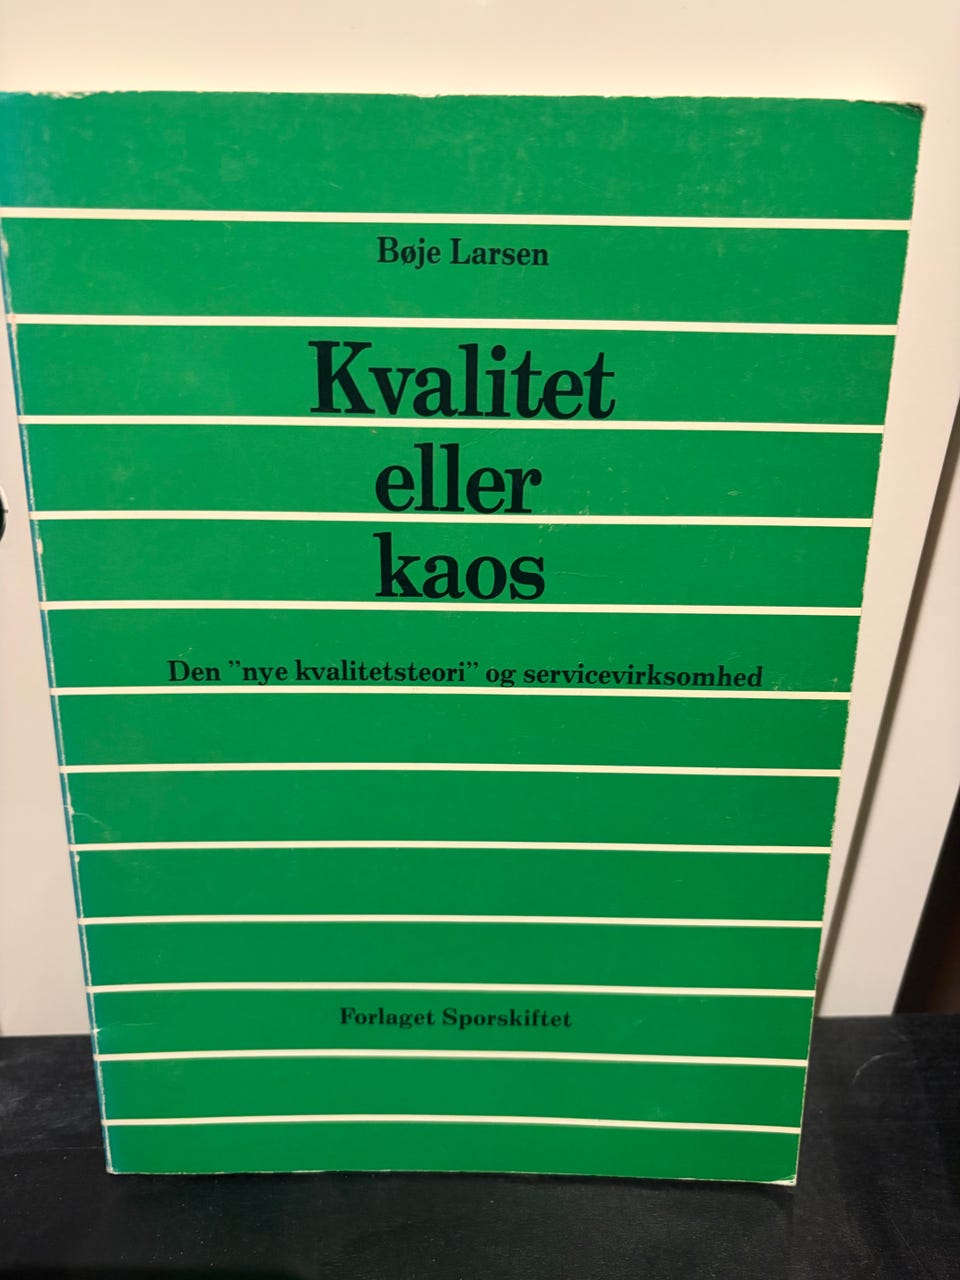 Bøje Larsen
Kvalitet
eller
kaos
Den ”nye kvalitetsteori” og servicevirksomhed
Forlaget Sporskiftet